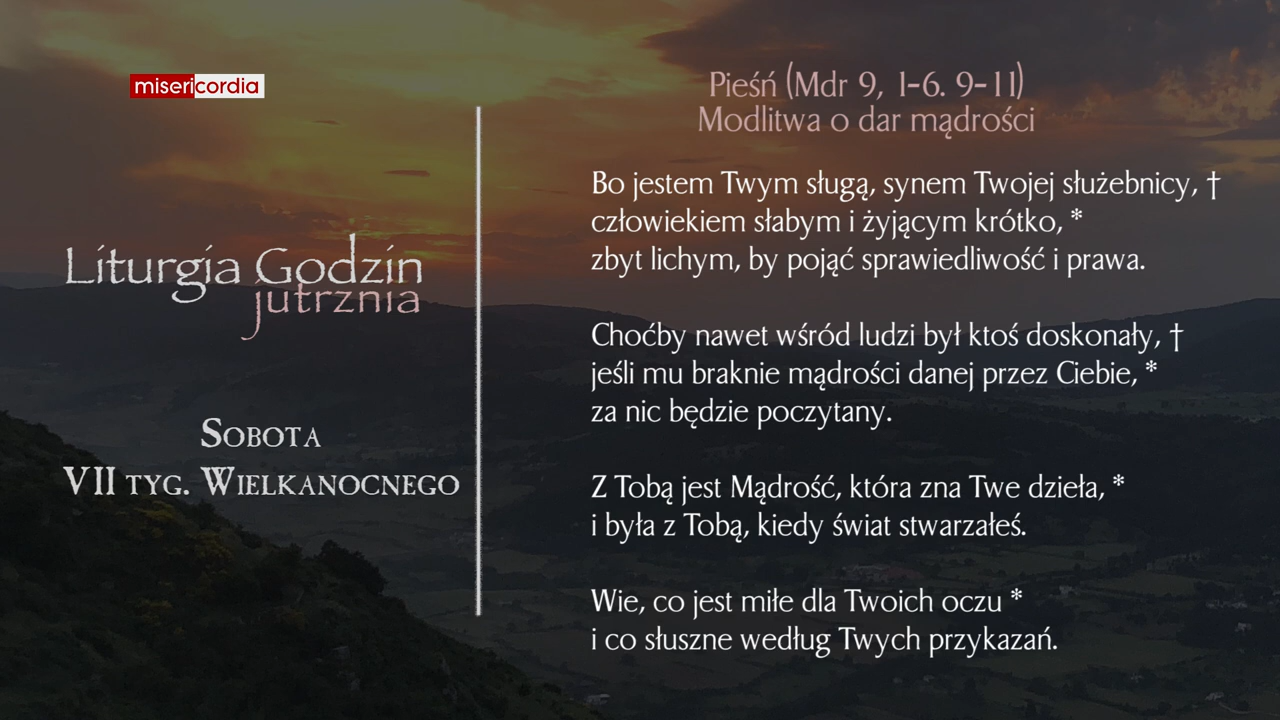 misericordia
Liturgia Godzin
jutrznia
Sobota
VII tyg. Wielkanocnego
Pieśń (Mdr 9, 1-6. 9-11)
Modlitwa o dar mądrości
Bo jestem Twym sługą, synem Twojej służebnicy, †
człowiekiem słabym i żyjącym krótko, *
zbyt lichym, by pojąć sprawiedliwość i prawa.
Choćby nawet wśród ludzi był ktoś doskonały, †
jeśli mu braknie mądrości danej przez Ciebie, *
za nic będzie poczytany.
Z Tobą jest Mądrość, która zna Twe dzieła, *
i była z Tobą, kiedy świat stwarzałeś.
Wie, co jest miłe dla Twoich oczu *
i co słuszne według Twych przykazań.